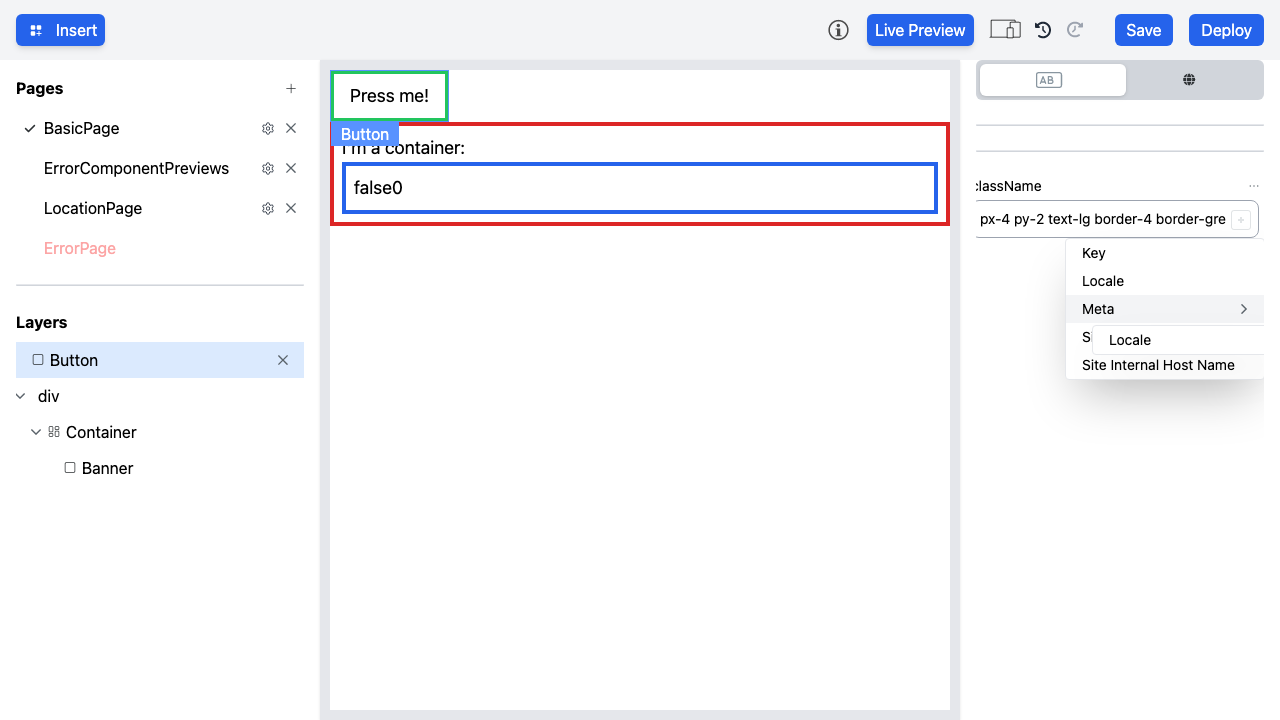 Insert
Live Preview
Save
Deploy
Pages
BasicPage
ErrorComponentPreviews
LocationPage
ErrorPage
Layers
Button
div
Container
Banner
Press me!
Button
I'm a container:
false0
AB
className
px-4 py-2 text-lg border-4 border-gre
Key
Locale
Meta
Locale
Site Internal Host Name